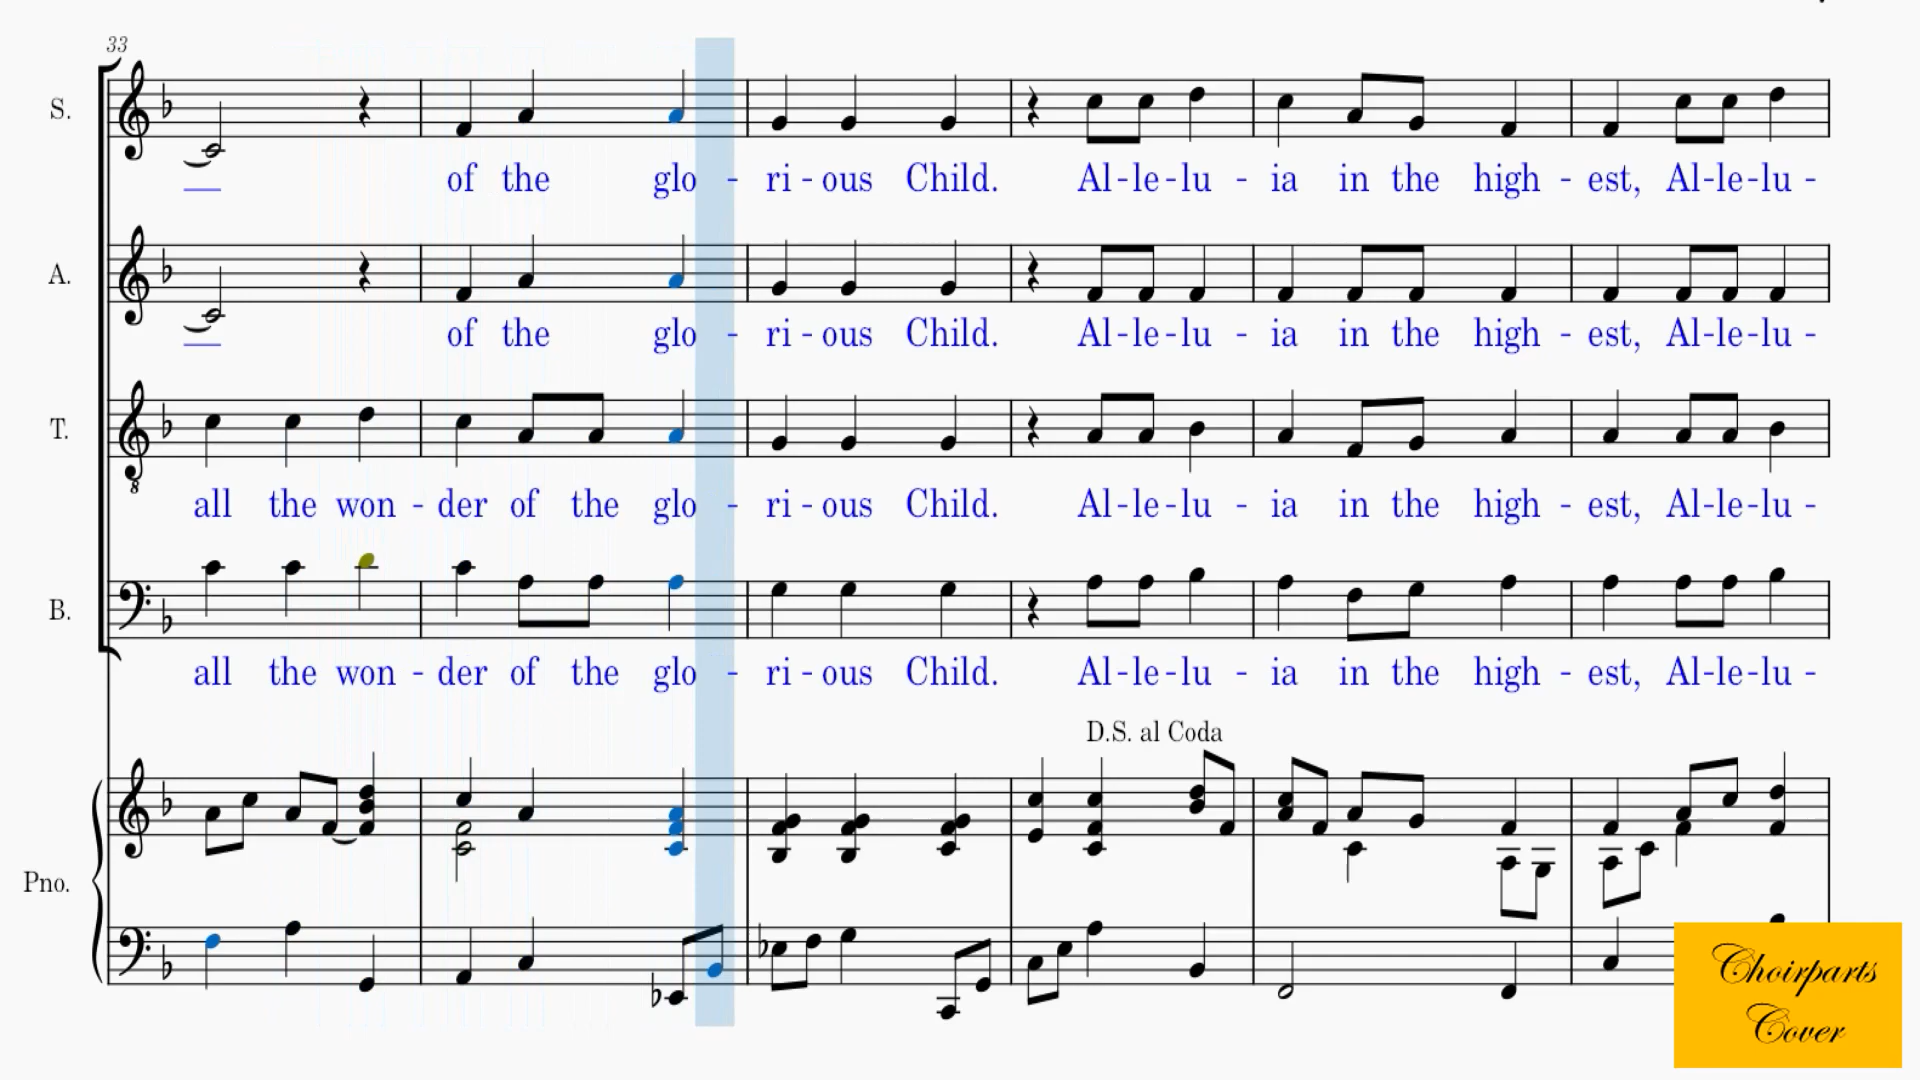 33
S.
of the glo - ri - ous Child. Al - le - lu - ia in the high - est, Al - le - lu -
A.
of the glo - ri - ous Child. Al - le - lu - ia in the high - est, Al - le - lu -
T.
8
all the won - der of the glo - ri - ous Child. Al - le - lu - ia in the high - est, Al - le - lu -
B.
all the won - der of the glo - ri - ous Child. Al - le - lu - ia in the high - est, Al - le - lu -
D.S. al Coda
Pno.
Choirparts
Cover